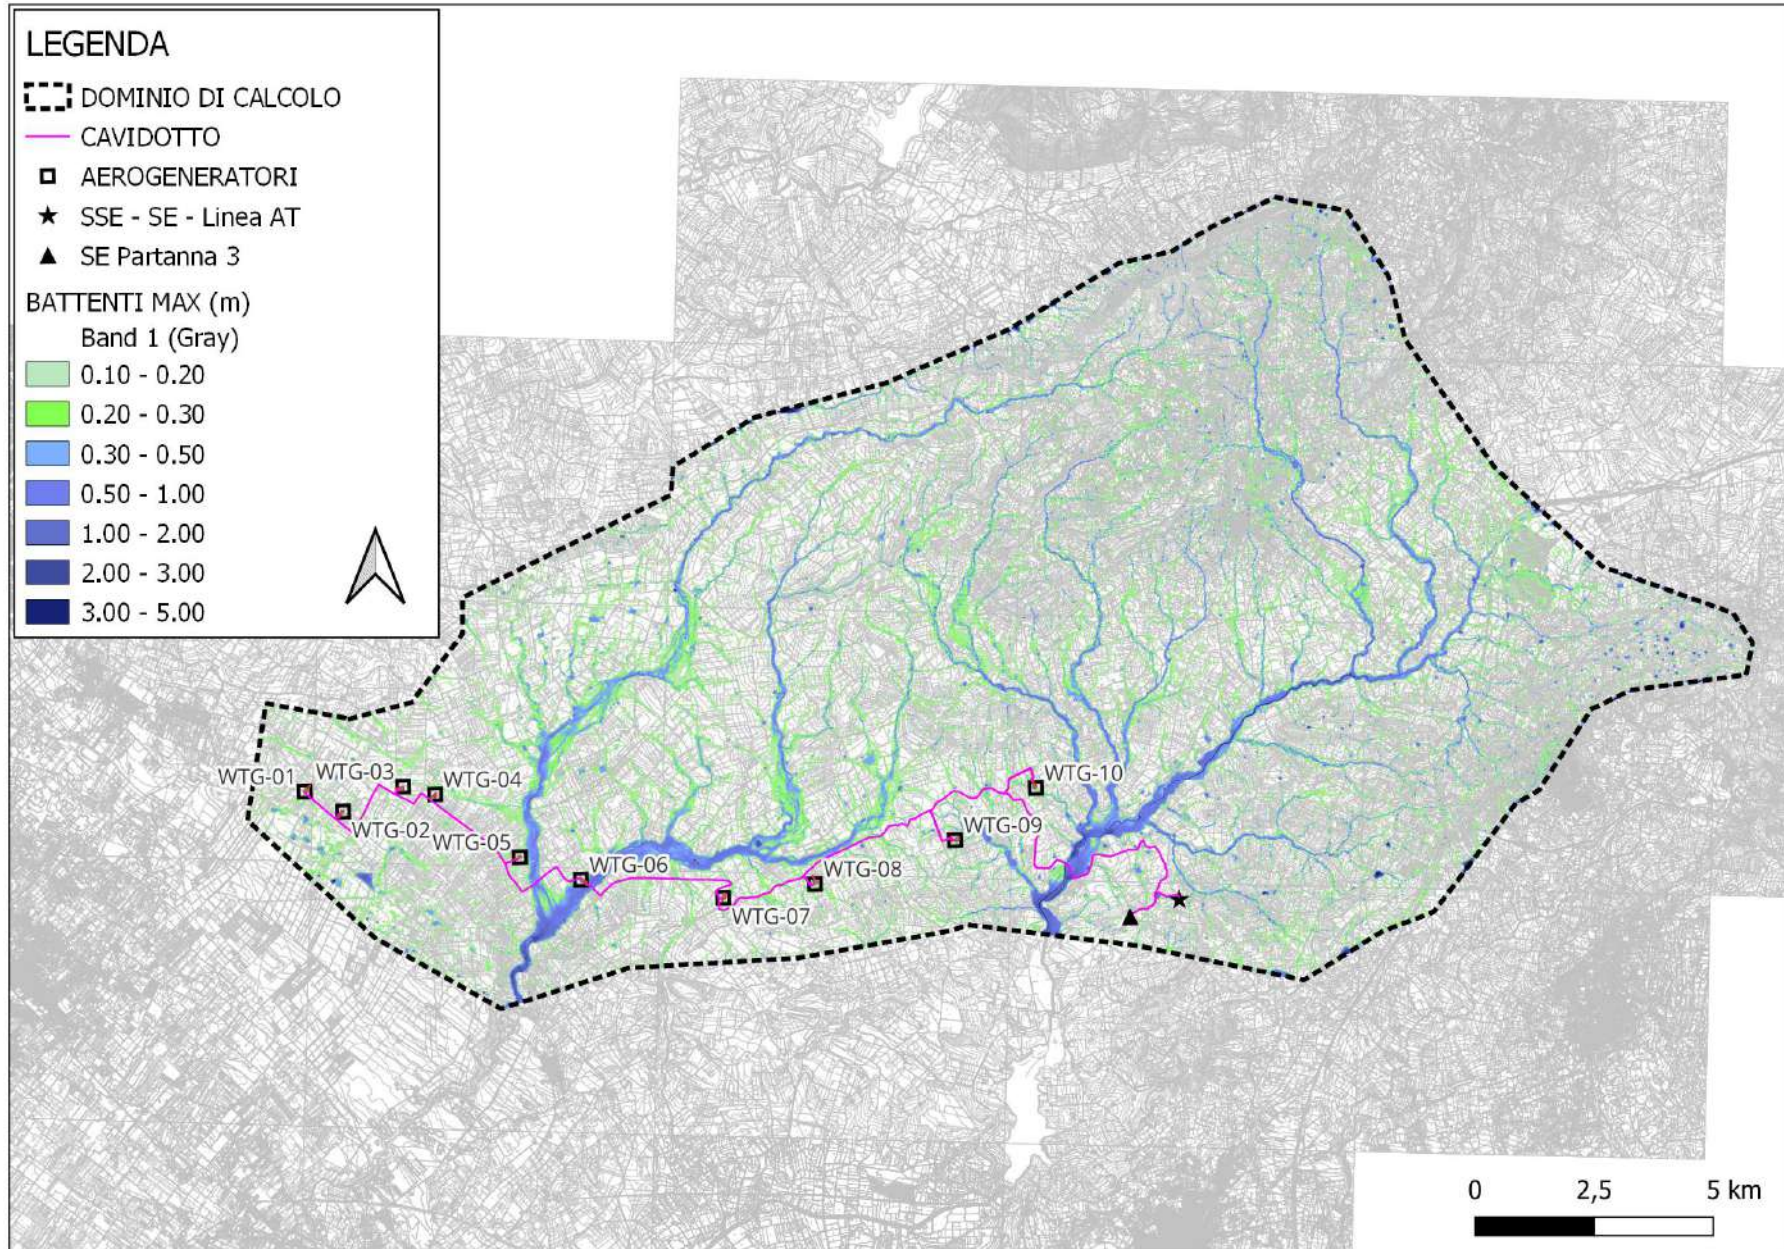 LEGENDA
DOMINIO DI CALCOLO
CAVIDOTTO
AEROGENERATORI
SSE - SE - Linea AT
SE Partanna 3
BATTENTI MAX (m)
Band 1 (Gray)
0.10 - 0.20
0.20 - 0.30
0.30 - 0.50
0.50 - 1.00
1.00 - 2.00
2.00 - 3.00
3.00 - 5.00
WTG-01
WTG-03
WTG-04
WTG-02
WTG-05
WTG-06
WTG-07
WTG-08
WTG-09
WTG-10
0 2,5 5 km